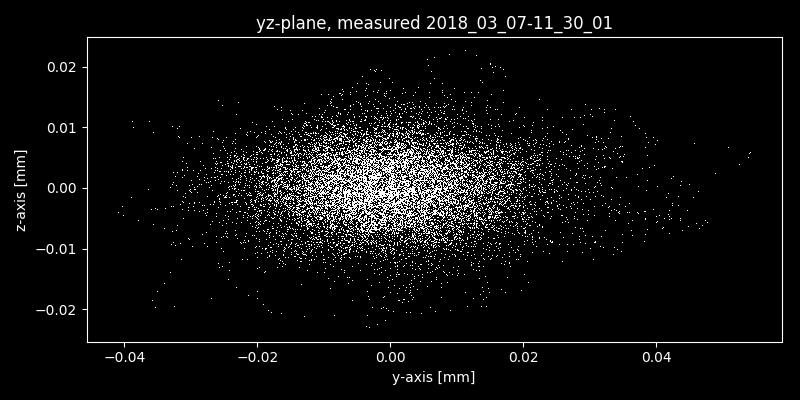 yz-plane, measured 2018_03_07-11_30_01
0.02
0.01
0.00
−0.01
−0.02
z-axis [mm]
−0.04 −0.02 0.00 0.02 0.04
y-axis [mm]